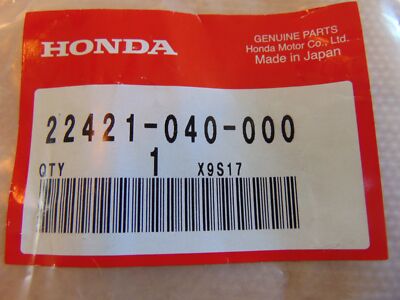 HONDA
GENUINE PARTS
Honda Motor Co., Ltd.
Made in Japan
22421-040-000
QTY 1 X9S17